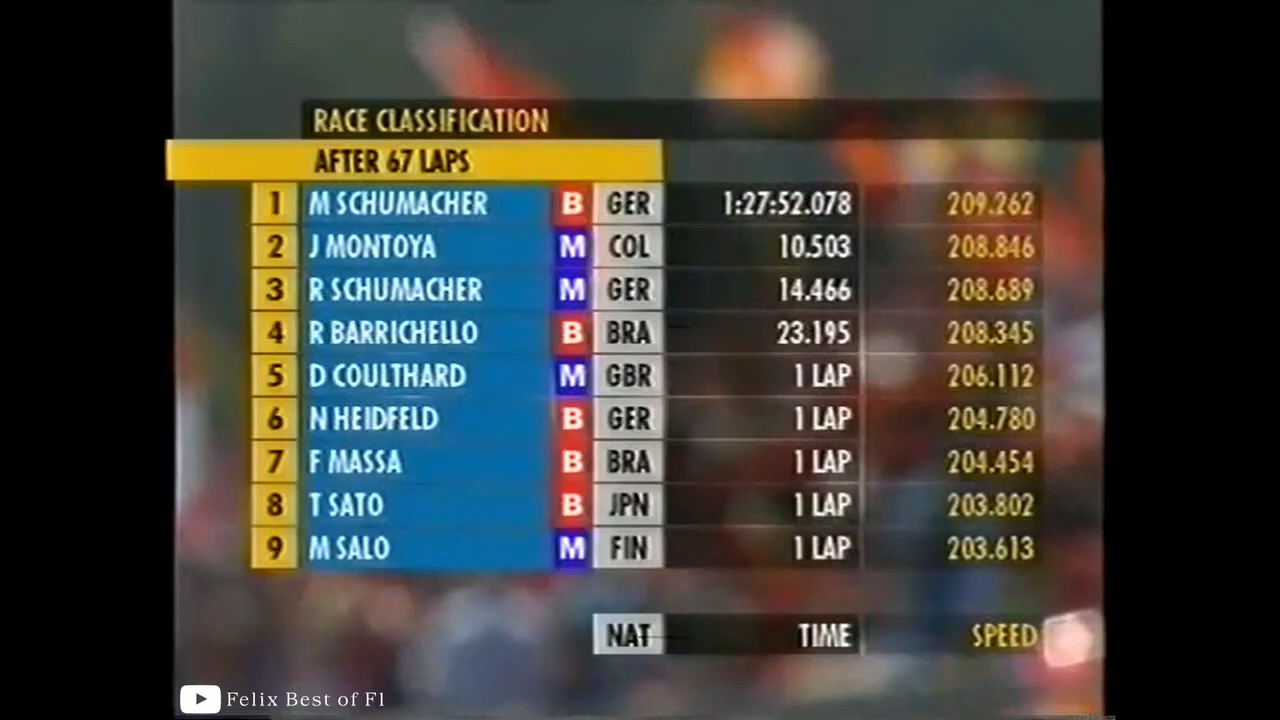 RACE CLASSIFICATION
AFTER 67 LAPS
1 M SCHUMACHER B GER 1:27:52.078 209.262
2 J MONTOYA M COL 10.503 208.846
3 R SCHUMACHER M GER 14.466 208.689
4 R BARRICHELLO B BRA 23.195 208.345
5 D COULTHARD M GBR 1 LAP 206.112
6 N HEIDFELD B GER 1 LAP 204.780
7 F MASSA B BRA 1 LAP 204.454
8 T SATO B JPN 1 LAP 203.802
9 M SALO M FIN 1 LAP 203.613
NAT TIME SPEED
Felix Best of F1